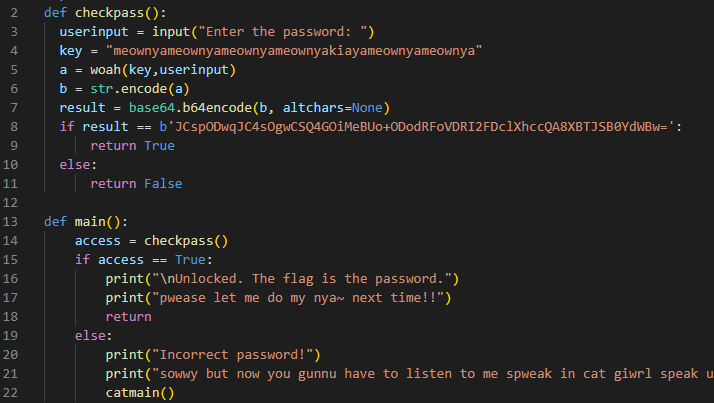 2 def checkpass():
3 userinput = input("Enter the password: ")
4 key = "meownyameownyameownyameownyakiayameownyameownya"
5 a = woah(key,userinput)
6 b = str.encode(a)
7 result = base64.b64encode(b, altchars=None)
8 if result == b'JCspODwqJC4sOgwCSQ4GOiMeBUo+ODodRFoVDRI2FDclXhccQA8XBTJSB0YdWBw=':
9 return True
10 else:
11 return False
12
13 def main():
14 access = checkpass()
15 if access == True:
16 print("\nUnlocked. The flag is the password.")
17 print("pwease let me do my nya~ next time!!")
18 return
19 else:
20 print("Incorrect password!")
21 print("sowwy but now you gunnu have to listen to me spweak in cat giwrl speak u
22 catmain()